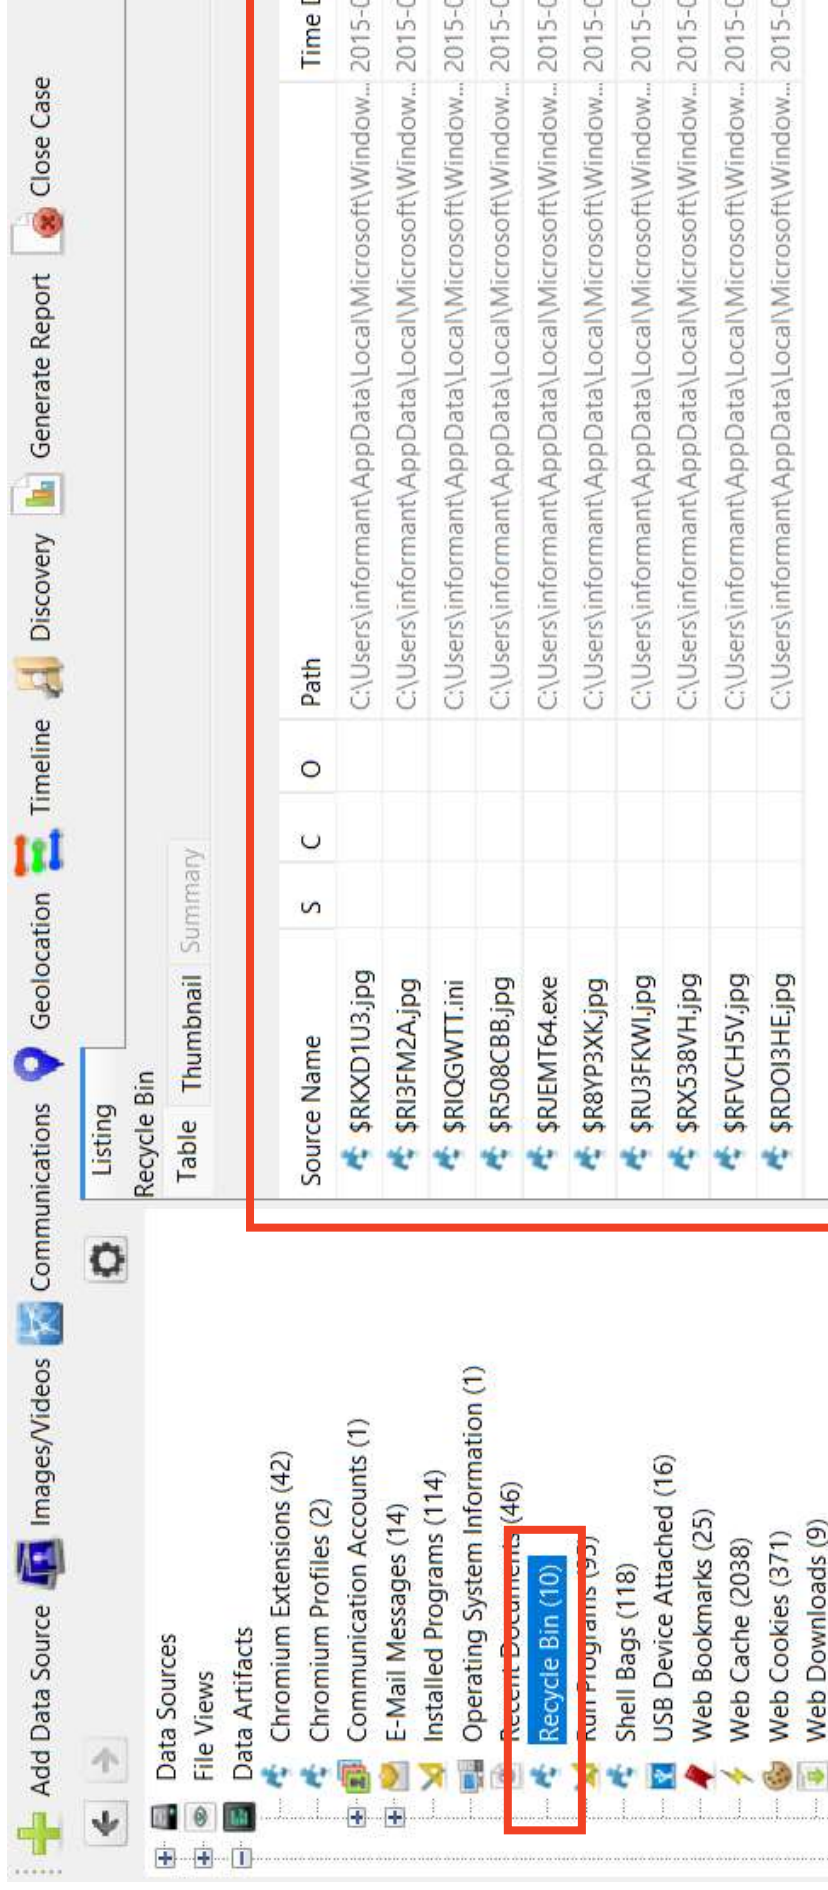 Add Data Source Images/Videos Communications Geolocation Timeline Discovery Generate Report Close Case
Data Sources
File Views
Data Artifacts
Chromium Extensions (42)
Chromium Profiles (2)
Communication Accounts (1)
E-Mail Messages (14)
Installed Programs (114)
Operating System Information (1)
Recent Documents (46)
Recycle Bin (10)
Run Programs (95)
Shell Bags (118)
USB Device Attached (16)
Web Bookmarks (25)
Web Cache (2038)
Web Cookies (371)
Web Downloads (9)
Listing
Recycle Bin
Table Thumbnail Summary
Source Name S C O Path Time
$RKXD1U3.jpg C:\Users\informant\AppData\Local\Microsoft\Window... 2015-0
$RI3FM2A.jpg C:\Users\informant\AppData\Local\Microsoft\Window... 2015-0
$RIQGWTT.ini C:\Users\informant\AppData\Local\Microsoft\Window... 2015-0
$R508CBB.jpg C:\Users\informant\AppData\Local\Microsoft\Window... 2015-0
$RJEMT64.exe C:\Users\informant\AppData\Local\Microsoft\Window... 2015-0
$R8YP3XK.jpg C:\Users\informant\AppData\Local\Microsoft\Window... 2015-0
$RU3FKWI.jpg C:\Users\informant\AppData\Local\Microsoft\Window... 2015-0
$RX538VH.jpg C:\Users\informant\AppData\Local\Microsoft\Window... 2015-0
$RFVCH5V.jpg C:\Users\informant\AppData\Local\Microsoft\Window... 2015-0
$RDOI3HE.jpg C:\Users\informant\AppData\Local\Microsoft\Window... 2015-0